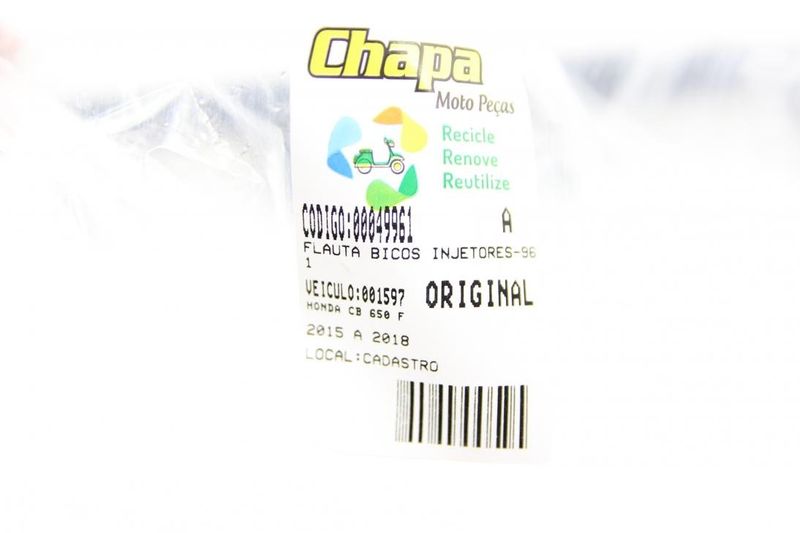 Chapa
Moto Peças
Recicle
Renove
Reutilize
CODIGO:00049961 A
FLAUTA BICOS INJETORES-96
1
VEICULO:001597 ORIGINAL
HONDA CB 650 F
2015 A 2018
LOCAL:CADASTRO